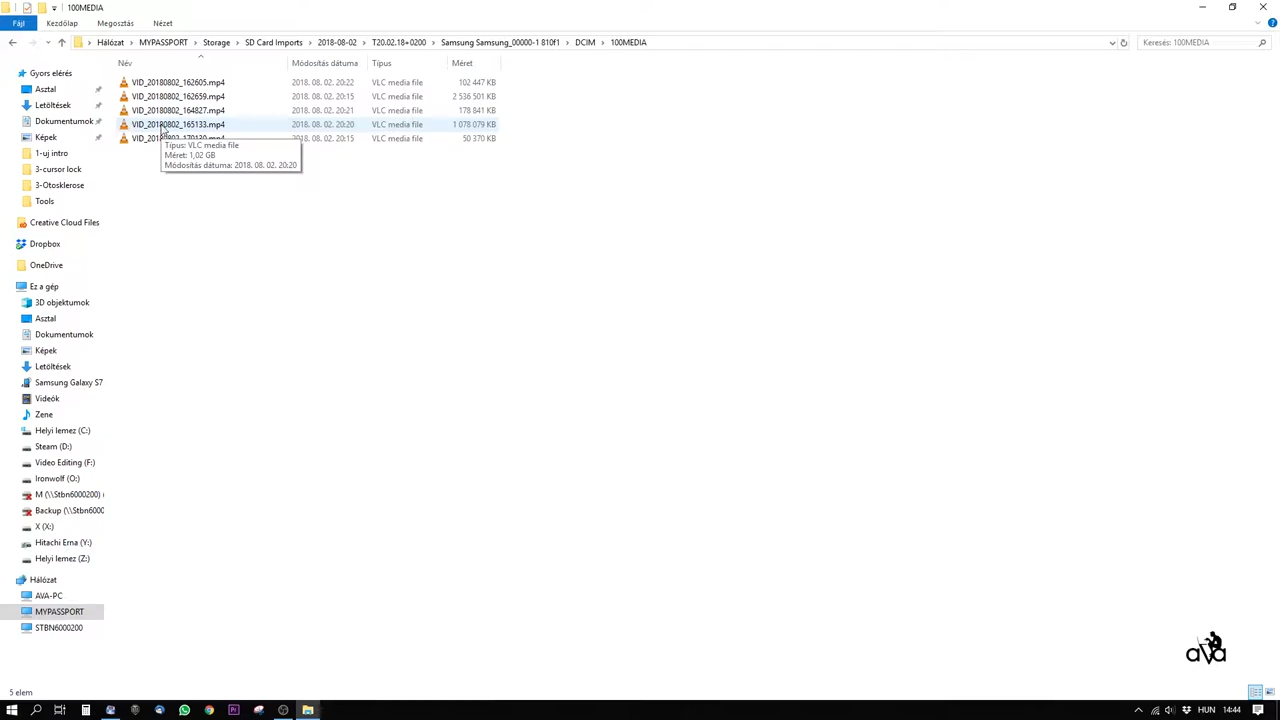 100MEDIA
Fájl Kezdőlap Megosztás Nézet
Hálózat MYPASSPORT Storage SD Card Imports 2018-08-02 T20.02.18+0200 Samsung Samsung_00000-1 810f1 DCIM 100MEDIA
Keresés: 100MEDIA
Név Módosítás dátuma Típus Méret
VID_20180802_162605.mp4 2018. 08. 02. 20:22 VLC media file 102 447 KB
VID_20180802_162659.mp4 2018. 08. 02. 20:15 VLC media file 2 536 501 KB
VID_20180802_164827.mp4 2018. 08. 02. 20:21 VLC media file 178 841 KB
VID_20180802_165133.mp4 2018. 08. 02. 20:20 VLC media file 1 078 079 KB
2018. 08. 02. 20:15 VLC media file 50 370 KB
Típus: VLC media file
Méret: 1,02 GB
Módosítás dátuma: 2018. 08. 02. 20:20
Gyors elérés
Asztal
Letöltések
Dokumentumok
Képek
1-uj intro
3-cursor lock
3-Otosklerose
Tools
Creative Cloud Files
Dropbox
OneDrive
Ez a gép
3D objektumok
Asztal
Dokumentumok
Képek
Letöltések
Samsung Galaxy S7
Videók
Zene
Helyi lemez (C:)
Steam (D:)
Video Editing (F:)
Ironwolf (O:)
M (\\Stbn6000200) (
Backup (\\Stbn6000
X (X:)
Hitachi Erna (Y:)
Helyi lemez (Z:)
Hálózat
AVA-PC
MYPASSPORT
STBN6000200
ava
5 elem
HUN 14:44